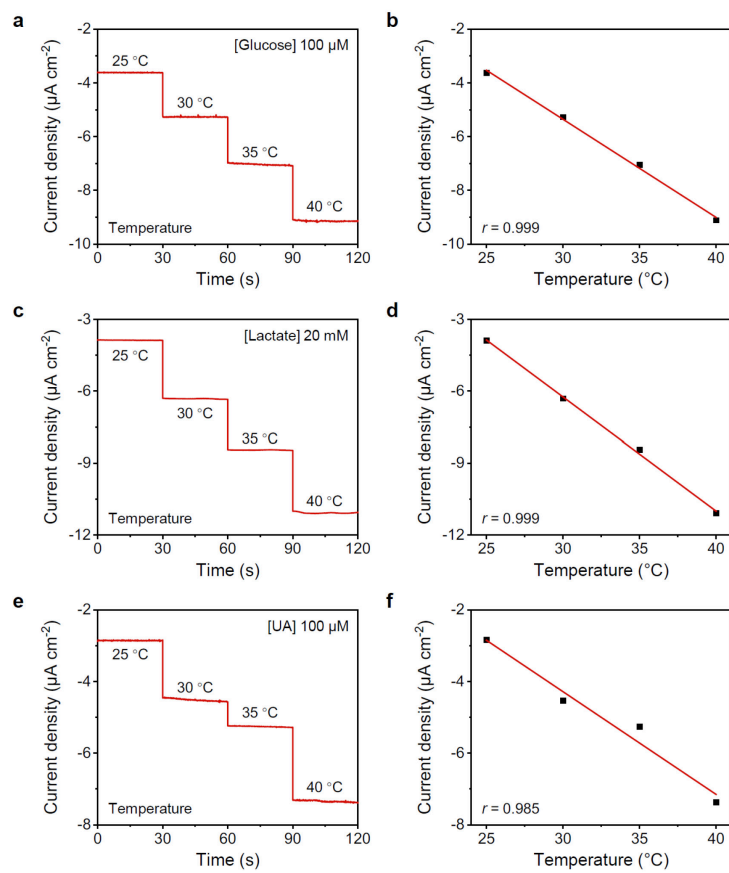 a
[Glucose] 100 µM
25 °C
30 °C
35 °C
40 °C
Temperature
Current density (µA cm-2)
-2
-4
-6
-8
-10
0 30 60 90 120
Time (s)
b
Current density (µA cm-2)
-2
-4
-6
-8
-10
r = 0.999
25 30 35 40
Temperature (°C)
c
[Lactate] 20 mM
25 °C
30 °C
35 °C
40 °C
Temperature
Current density (µA cm-2)
-3
-6
-9
-12
0 30 60 90 120
Time (s)
d
Current density (µA cm-2)
-3
-6
-9
-12
r = 0.999
25 30 35 40
Temperature (°C)
e
[UA] 100 µM
25 °C
30 °C
35 °C
40 °C
Temperature
Current density (µA cm-2)
-2
-4
-6
-8
0 30 60 90 120
Time (s)
f
Current density (µA cm-2)
-2
-4
-6
-8
r = 0.985
25 30 35 40
Temperature (°C)